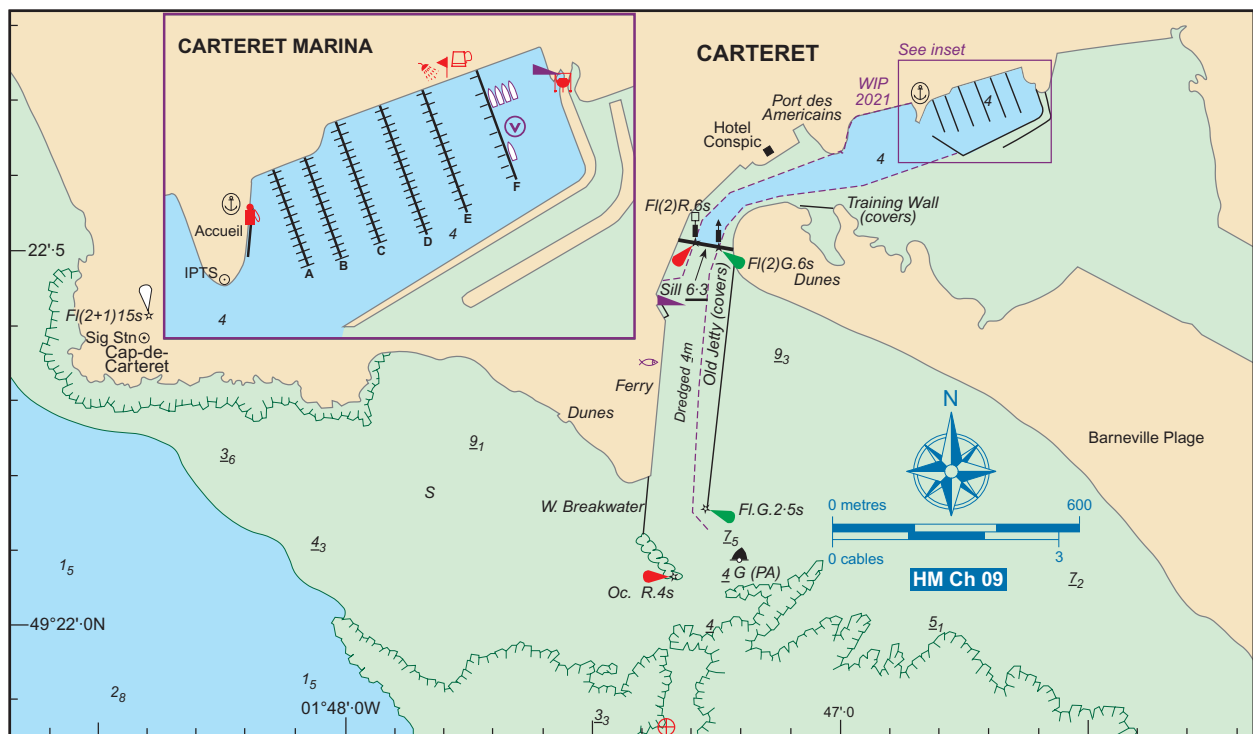 CARTERET MARINA
Accueil
IPTS
A
B
C
D
E
F
V
4
4
CARTERET
See inset
WIP
2021
Port des
Americains
Hotel
Conspic
4
4
Training Wall
(covers)
Fl(2)R.6s
Fl(2)G.6s
Dunes
Sill 6·3
Old Jetty (covers)
Dredged 4m
22'·5
Fl(2+1)15s
Sig Stn
Cap-de-
Carteret
9₃
Ferry
Dunes
N
Barneville Plage
3₆
9₁
S
W. Breakwater
Fl.G.2·5s
0 metres 600
0 cables 3
HM Ch 09
4₃
7₅
1₅
4 G (PA)
7₂
Oc. R.4s
49°22'·0N
4
5₁
2₈
1₅
01°48'·0W
3₃
47'·0